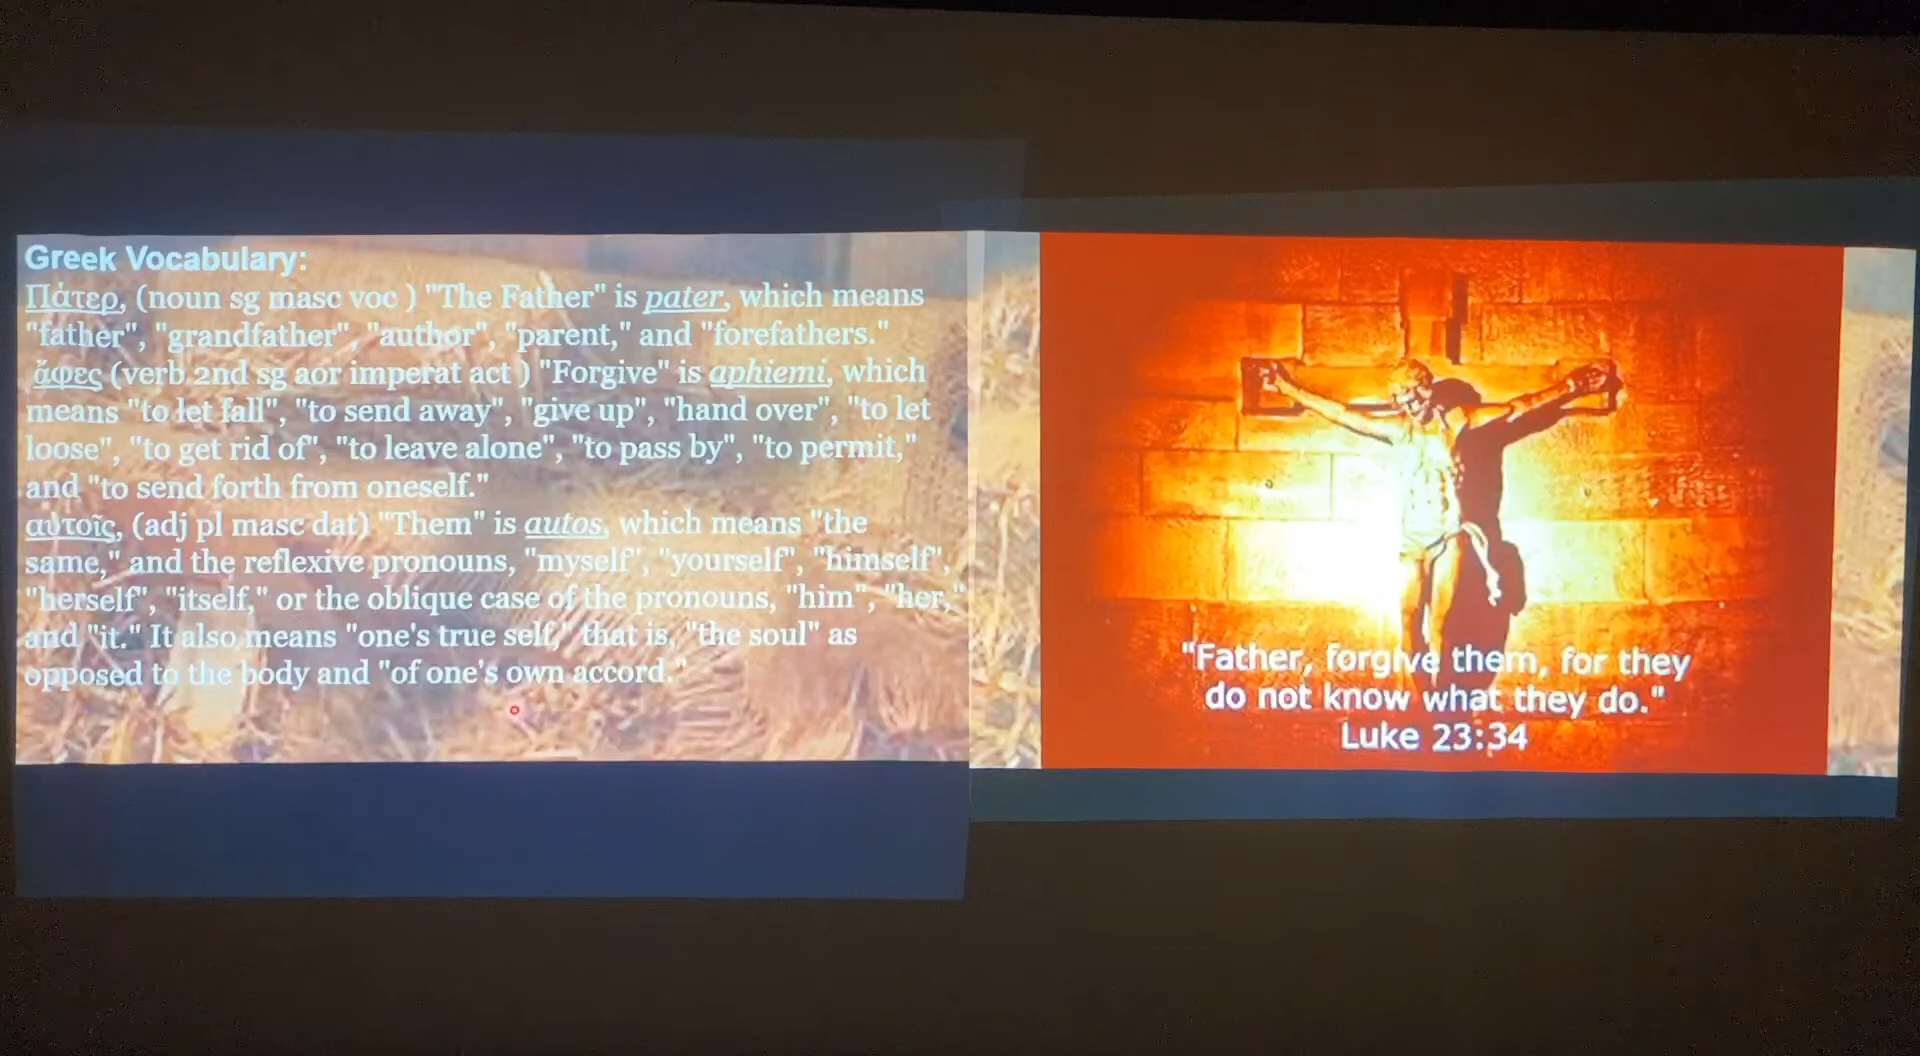 Greek Vocabulary:
Πάτερ, (noun sg masc voc ) "The Father" is pater, which means
"father", "grandfather", "author", "parent," and "forefathers."
ἄφες (verb 2nd sg aor imperat act ) "Forgive" is aphiemi, which
means "to let fall", "to send away", "give up", "hand over", "to let
loose", "to get rid of", "to leave alone", "to pass by", "to permit,"
and "to send forth from oneself."
αὐτοῖς, (adj pl masc dat) "Them" is autos, which means "the
same," and the reflexive pronouns, "myself", "yourself", "himself",
"herself", "itself," or the oblique case of the pronouns, "him", "her,"
and "it." It also means "one's true self," that is, "the soul" as
opposed to the body and "of one's own accord."
"Father, forgive them, for they
do not know what they do."
Luke 23:34